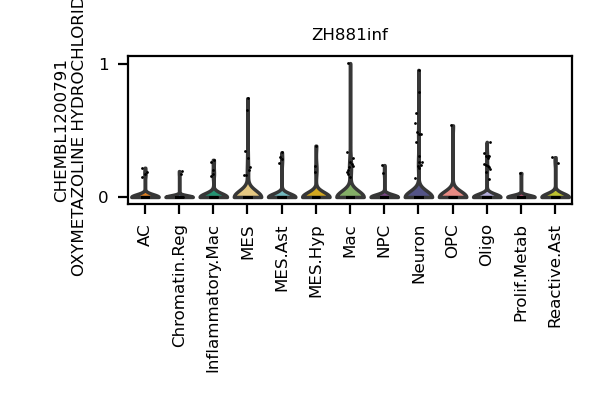 ZH881inf
CHEMBL1200791
OXYMETAZOLINE HYDROCHLORID
1
0
AC
Chromatin.Reg
Inflammatory.Mac
MES
MES.Ast
MES.Hyp
Mac
NPC
Neuron
OPC
Oligo
Prolif.Metab
Reactive.Ast